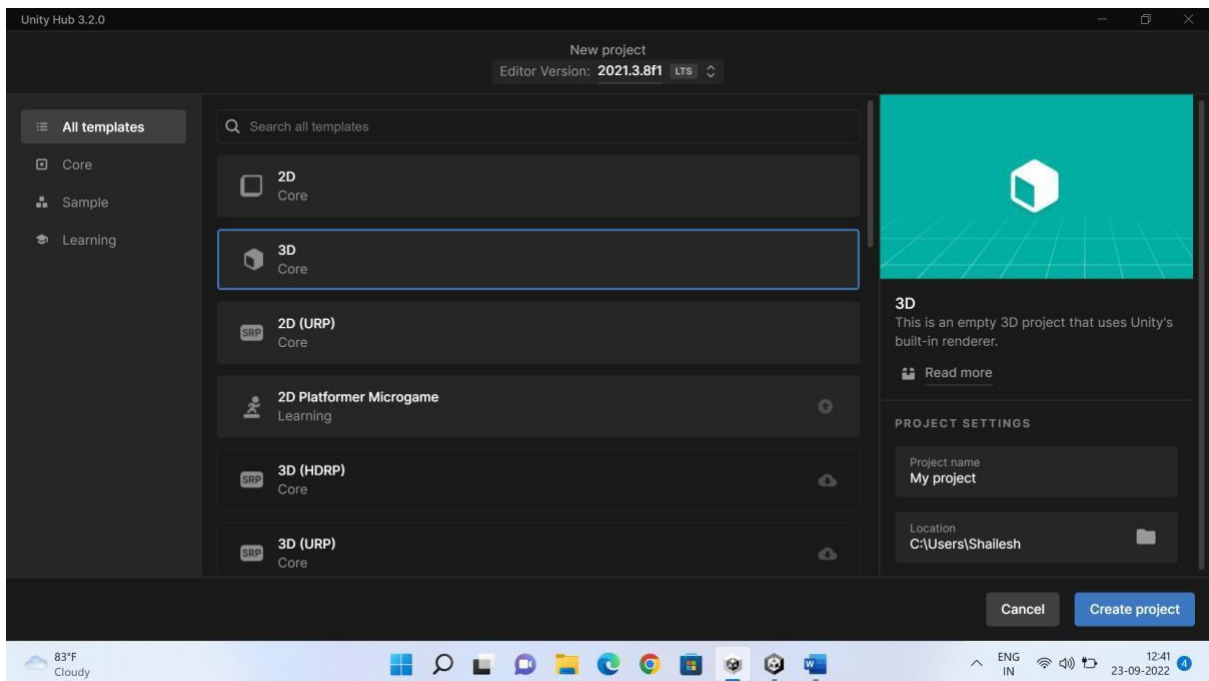 Unity Hub 3.2.0
New project
Editor Version: 2021.3.8f1 LTS
All templates
Core
Sample
Learning
Search all templates
2D
Core
3D
Core
2D (URP)
Core
2D Platformer Microgame
Learning
SRP
3D (HDRP)
Core
SRP
3D (URP)
Core
SRP
3D
This is an empty 3D project that uses Unity's
built-in renderer.
Read more
PROJECT SETTINGS
Project name
My project
Location
C:\Users\Shailesh
Cancel
Create project
83°F
Cloudy
W
ENG
IN
12:41
23-09-2022
4